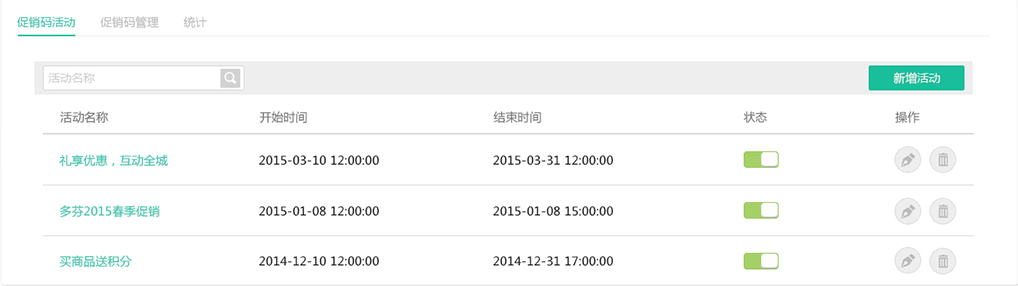 促销码活动 促销码管理 统计
活动名称 新增活动
活动名称 开始时间 结束时间 状态 操作
礼享优惠，互动全城 2015-03-10 12:00:00 2015-03-31 12:00:00
多芬2015春季促销 2015-01-08 12:00:00 2015-01-08 15:00:00
买商品送积分 2014-12-10 12:00:00 2014-12-31 17:00:00